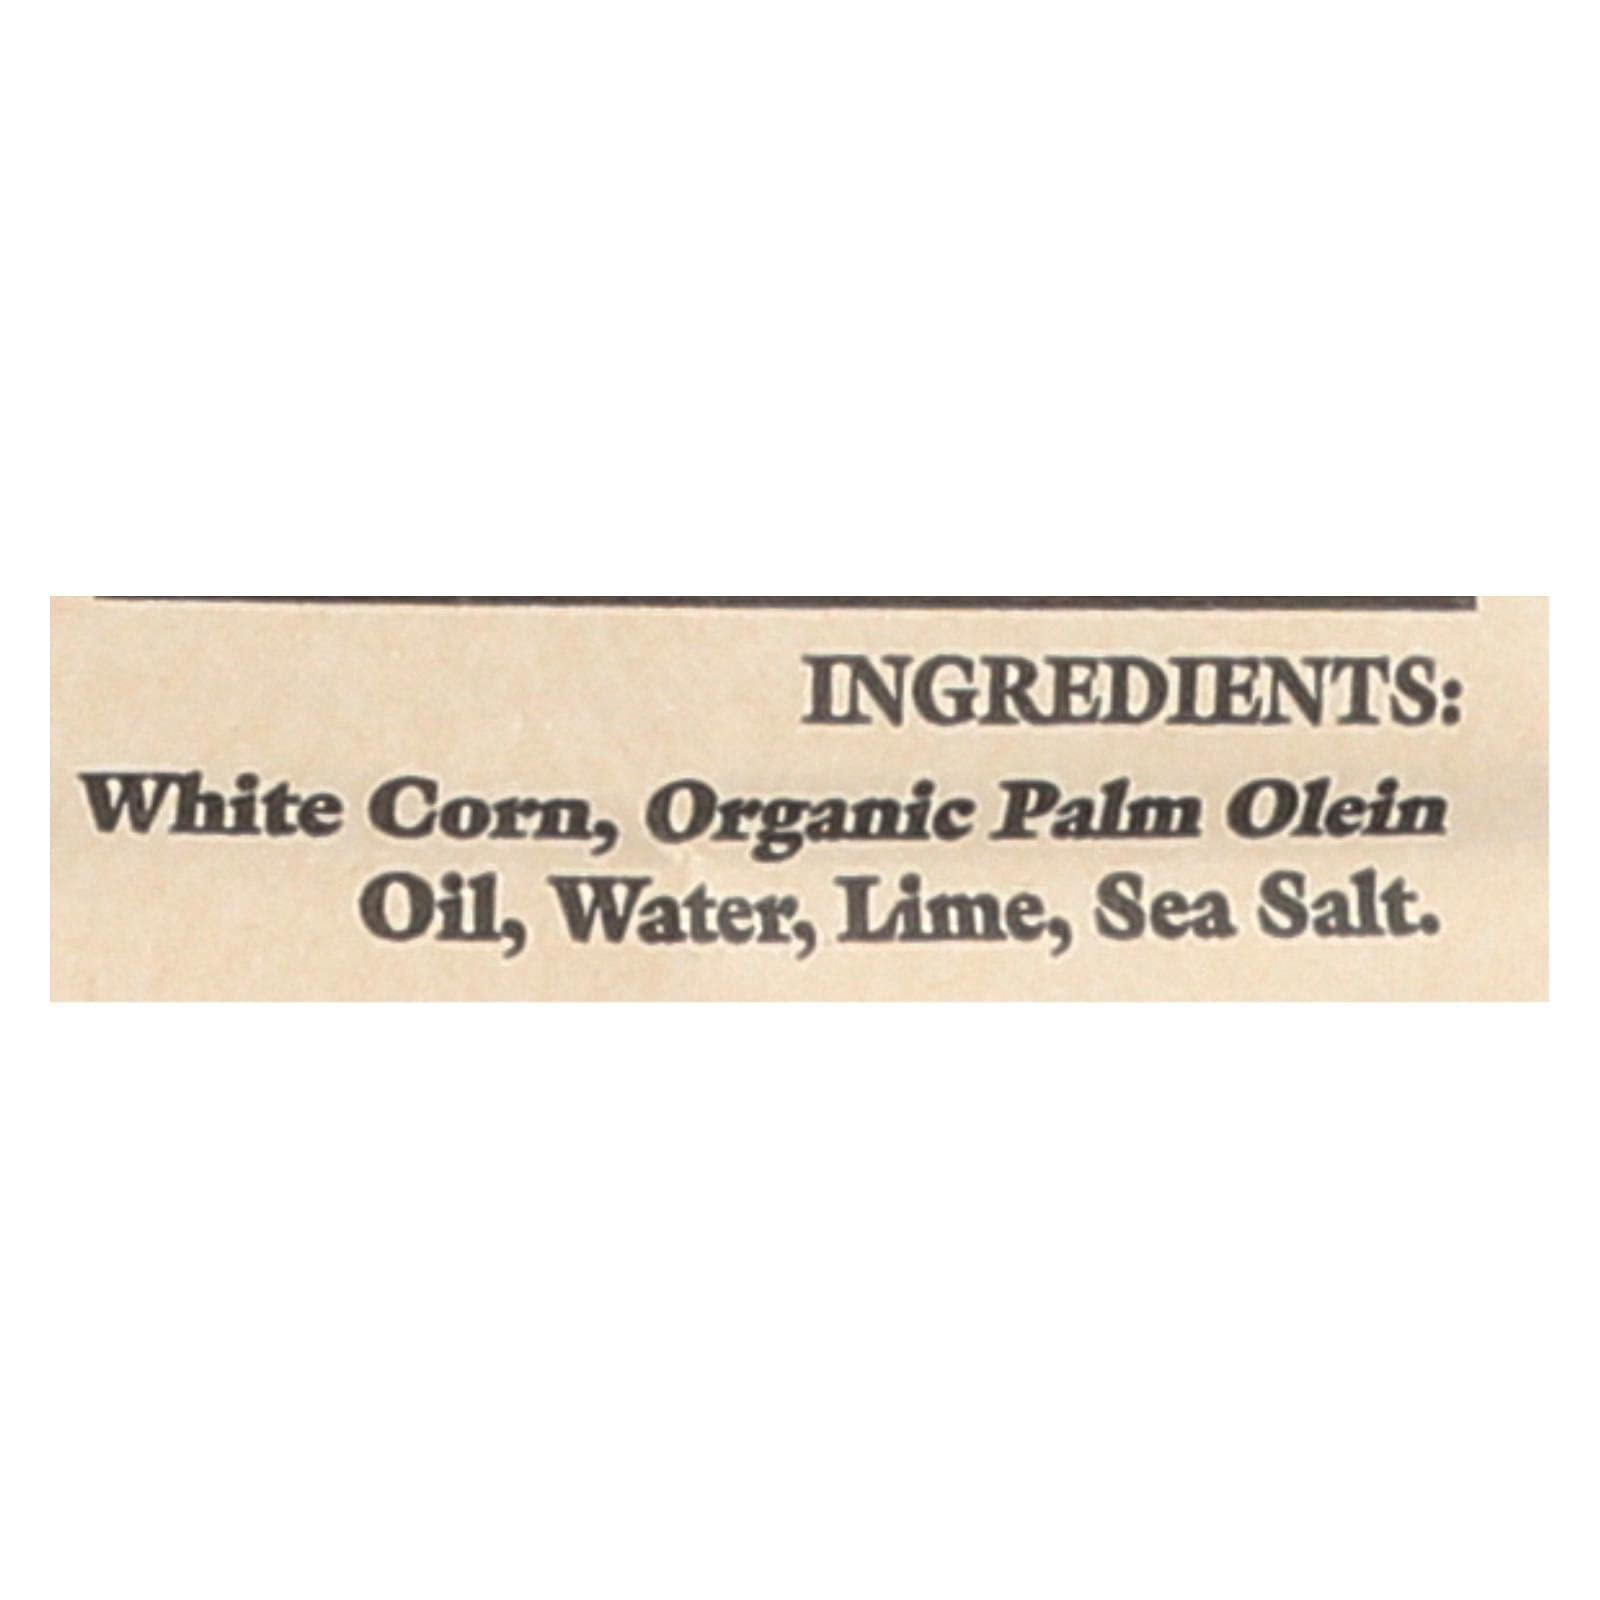 INGREDIENTS:
White Corn, Organic Palm Olein
Oil, Water, Lime, Sea Salt.